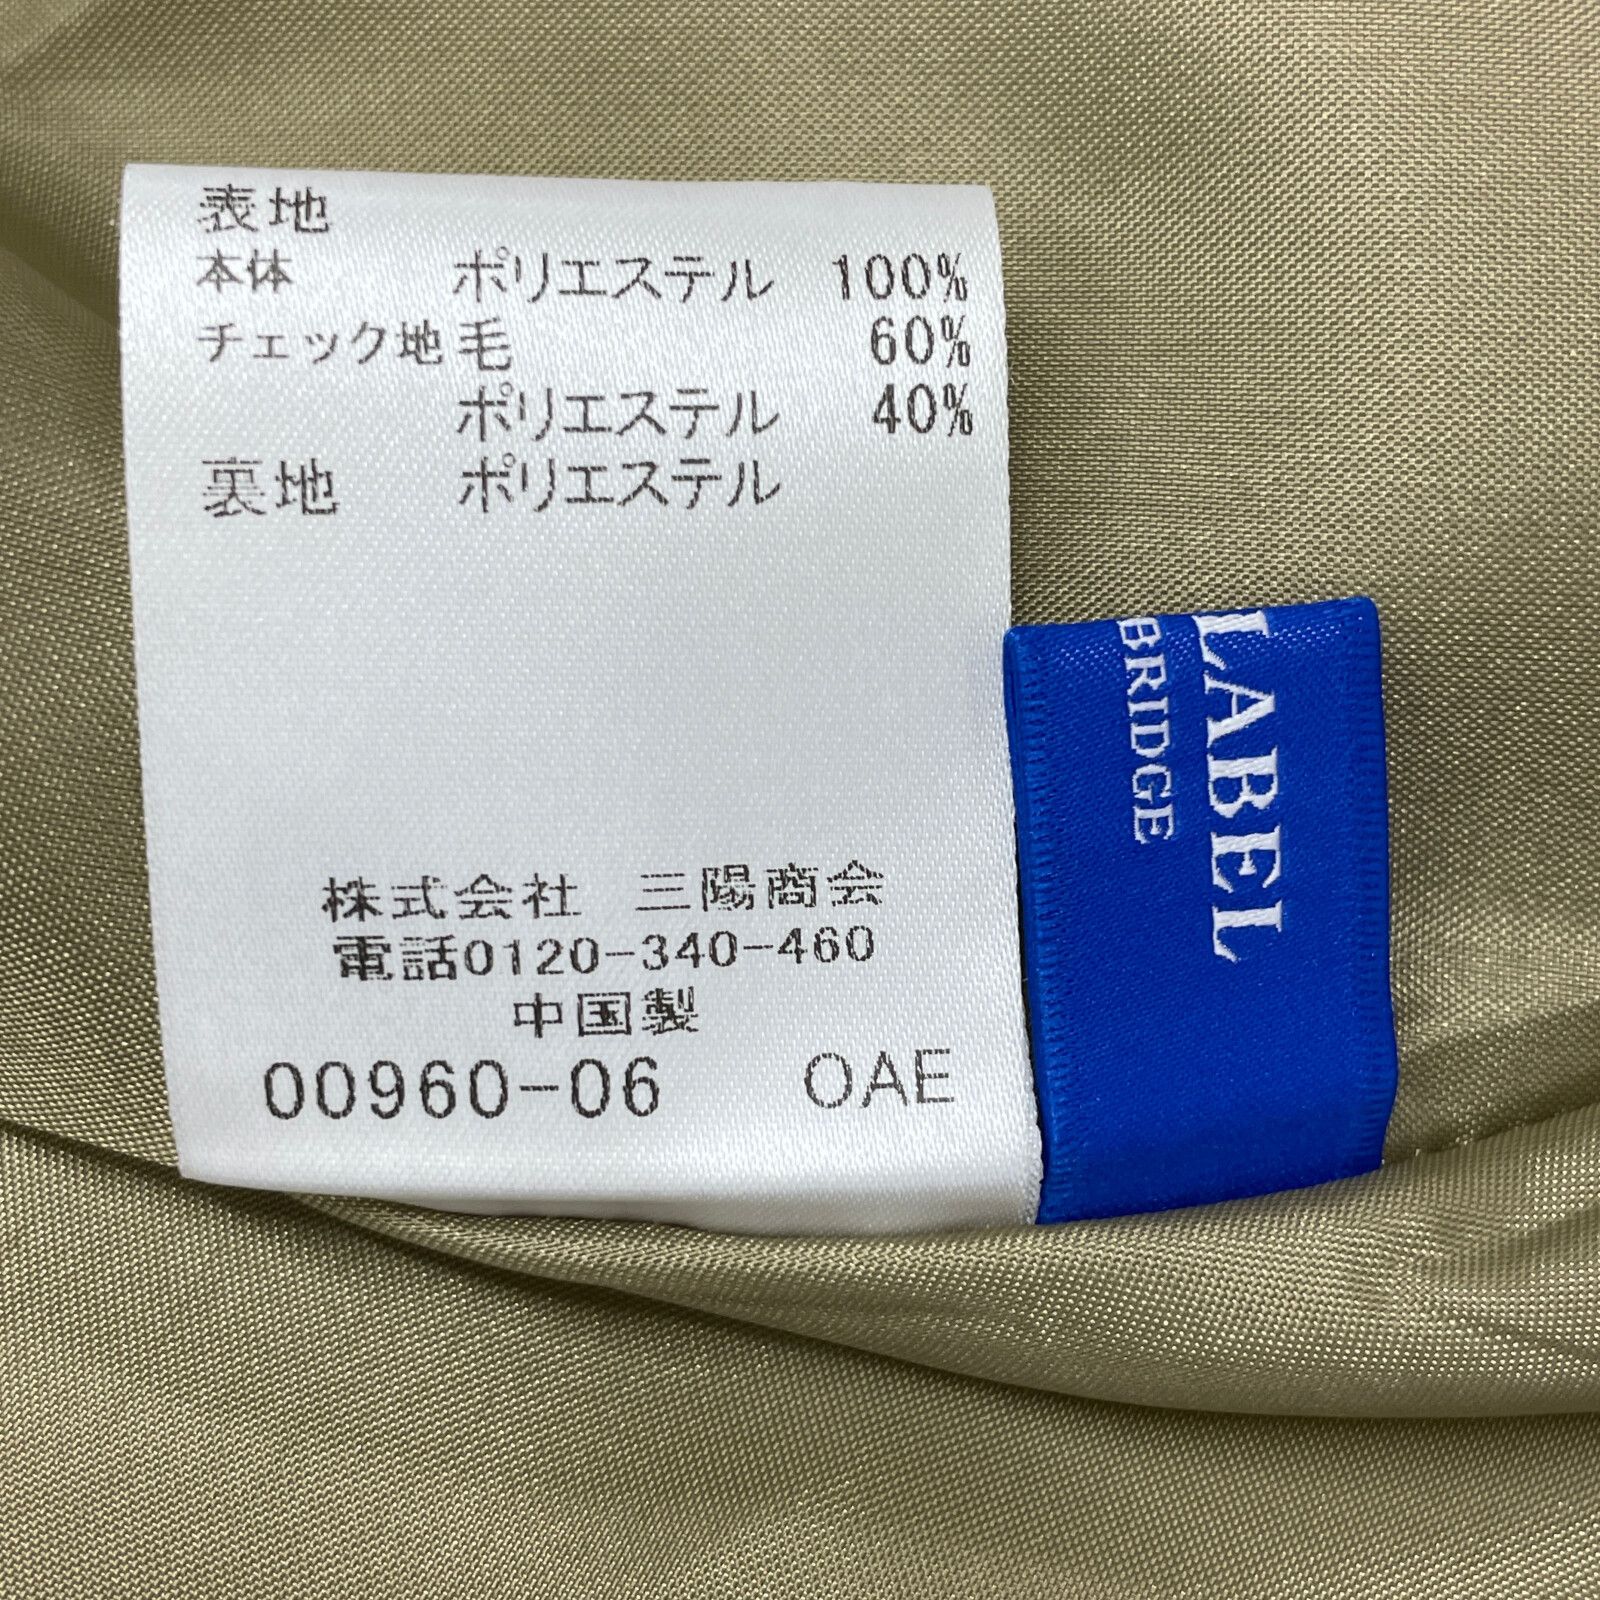 表地
本体 ポリエステル 100%
チェック地 毛 60%
ポリエステル 40%
裏地 ポリエステル
株式会社 三陽商会
電話0120-340-460
中国製
00960-06 OAE
LABEL
BRIDGE